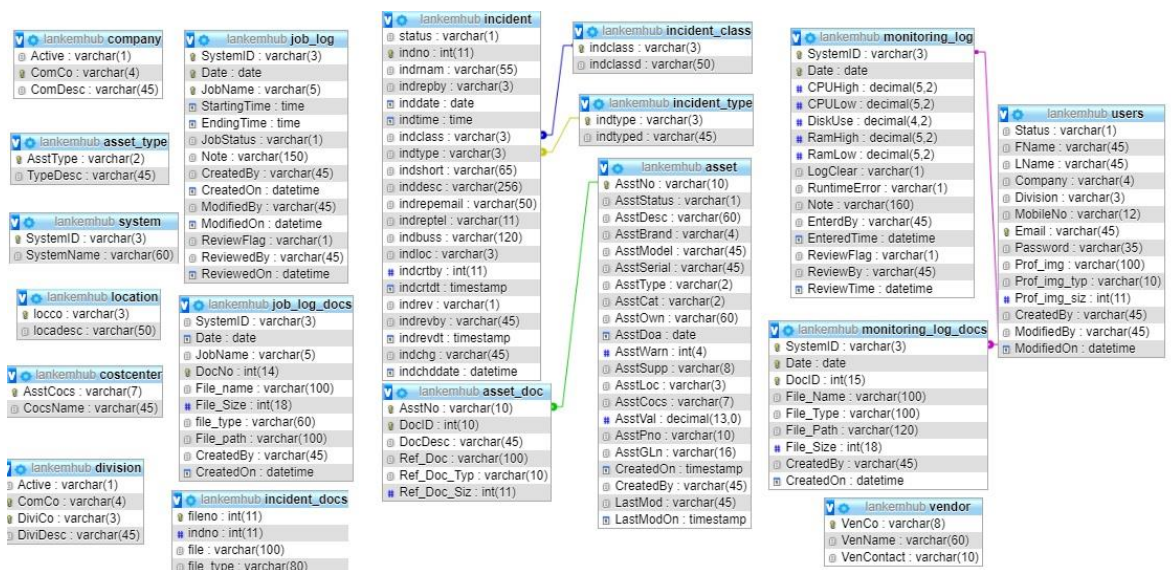 lankemhub company
Active : varchar(1)
ComCo : varchar(4)
ComDesc : varchar(45)
lankemhub asset_type
AsstType : varchar(2)
TypeDesc : varchar(45)
lankemhub system
SystemID : varchar(3)
SystemName : varchar(60)
lankemhub location
locco : varchar(3)
locadesc : varchar(50)
lankemhub costcenter
AsstCocs : varchar(7)
CocsName : varchar(45)
lankemhub division
Active : varchar(1)
ComCo : varchar(4)
DiviCo : varchar(3)
DiviDesc : varchar(45)
lankemhub job_log
SystemID : varchar(3)
Date : date
JobName : varchar(5)
StartingTime : time
EndingTime : time
JobStatus : varchar(1)
Note : varchar(150)
CreatedBy : varchar(45)
CreatedOn : datetime
ModifiedBy : varchar(45)
ModifiedOn : datetime
ReviewFlag : varchar(1)
ReviewedBy : varchar(45)
ReviewedOn : datetime
lankemhub job_log_docs
SystemID : varchar(3)
Date : date
JobName : varchar(5)
DocNo : int(14)
File_name : varchar(100)
File_Size : int(18)
file_type : varchar(60)
File_path : varchar(100)
CreatedBy : varchar(45)
CreatedOn : datetime
lankemhub incident_docs
fileno : int(11)
indno : int(11)
file : varchar(100)
file_type : varchar(80)
lankemhub incident
status : varchar(1)
indno : int(11)
indrnam : varchar(55)
indrepby : varchar(3)
inddate : date
indtime : time
indclass : varchar(3)
indtype : varchar(3)
indshort : varchar(65)
inddesc : varchar(256)
indrepemail : varchar(50)
indreptel : varchar(11)
indbuss : varchar(120)
indloc : varchar(3)
indcrtby : int(11)
indcrtdt : timestamp
indrev : varchar(1)
indrevby : varchar(45)
indrevdt : timestamp
indchg : varchar(45)
indchddate : datetime
lankemhub asset_doc
AsstNo : varchar(10)
DocID : int(10)
DocDesc : varchar(45)
Ref_Doc : varchar(100)
Ref_Doc_Typ : varchar(10)
Ref_Doc_Siz : int(11)
lankemhub incident_class
indclass : varchar(3)
indclassd : varchar(50)
lankemhub incident_type
indtype : varchar(3)
indtyped : varchar(45)
lankemhub asset
AsstNo : varchar(10)
AsstStatus : varchar(1)
AsstDesc : varchar(60)
AsstBrand : varchar(4)
AsstModel : varchar(45)
AsstSerial : varchar(45)
AsstType : varchar(2)
AsstCat : varchar(2)
AsstOwn : varchar(60)
AsstDoa : date
AsstWarn : int(4)
AsstSupp : varchar(8)
AsstLoc : varchar(3)
AsstCocs : varchar(7)
AsstVal : decimal(13,0)
AsstPno : varchar(10)
AsstGLn : varchar(16)
CreatedOn : timestamp
CreatedBy : varchar(45)
LastMod : varchar(45)
LastModOn : timestamp
lankemhub monitoring_log
SystemID : varchar(3)
Date : date
CPUHigh : decimal(5,2)
CPULow : decimal(5,2)
DiskUse : decimal(4,2)
RamHigh : decimal(5,2)
RamLow : decimal(5,2)
LogClear : varchar(1)
RuntimeError : varchar(1)
Note : varchar(160)
EnterdBy : varchar(45)
EnteredTime : datetime
ReviewFlag : varchar(1)
ReviewBy : varchar(45)
ReviewTime : datetime
lankemhub monitoring_log_docs
SystemID : varchar(3)
Date : date
DocID : int(15)
File_Name : varchar(100)
File_Type : varchar(100)
File_Path : varchar(120)
File_Size : int(18)
CreatedBy : varchar(45)
CreatedOn : datetime
lankemhub vendor
VenCo : varchar(8)
VenName : varchar(60)
VenContact : varchar(10)
lankemhub users
Status : varchar(1)
FName : varchar(45)
LName : varchar(45)
Company : varchar(4)
Division : varchar(3)
MobileNo : varchar(12)
Email : varchar(45)
Password : varchar(35)
Prof_img : varchar(100)
Prof_img_typ : varchar(10)
Prof_img_siz : int(11)
CreatedBy : varchar(45)
ModifiedBy : varchar(45)
ModifiedOn : datetime